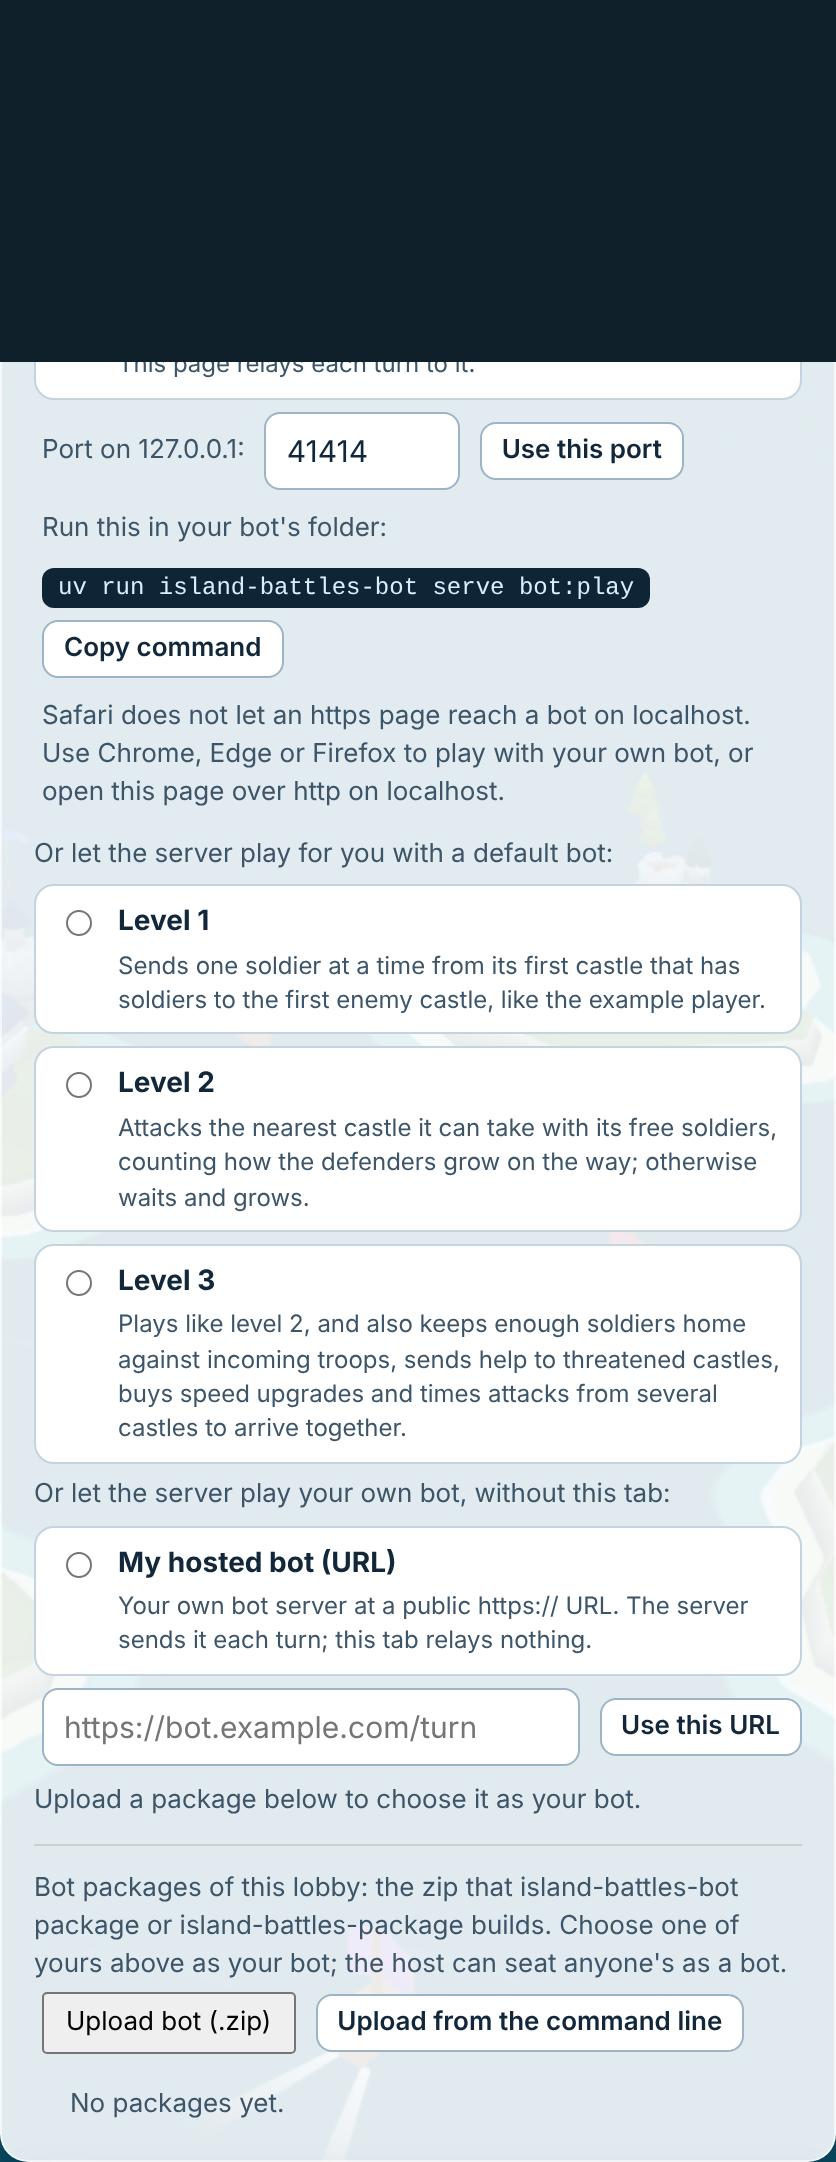 This page relays each turn to it.
Port on 127.0.0.1: 41414 Use this port
Run this in your bot's folder:
uv run island-battles-bot serve bot:play
Copy command
Safari does not let an https page reach a bot on localhost.
Use Chrome, Edge or Firefox to play with your own bot, or
open this page over http on localhost.
Or let the server play for you with a default bot:
Level 1
Sends one soldier at a time from its first castle that has
soldiers to the first enemy castle, like the example player.
Level 2
Attacks the nearest castle it can take with its free soldiers,
counting how the defenders grow on the way; otherwise
waits and grows.
Level 3
Plays like level 2, and also keeps enough soldiers home
against incoming troops, sends help to threatened castles,
buys speed upgrades and times attacks from several
castles to arrive together.
Or let the server play your own bot, without this tab:
My hosted bot (URL)
Your own bot server at a public https:// URL. The server
sends it each turn; this tab relays nothing.
https://bot.example.com/turn Use this URL
Upload a package below to choose it as your bot.
Bot packages of this lobby: the zip that island-battles-bot
package or island-battles-package builds. Choose one of
yours above as your bot; the host can seat anyone's as a bot.
Upload bot (.zip) Upload from the command line
No packages yet.